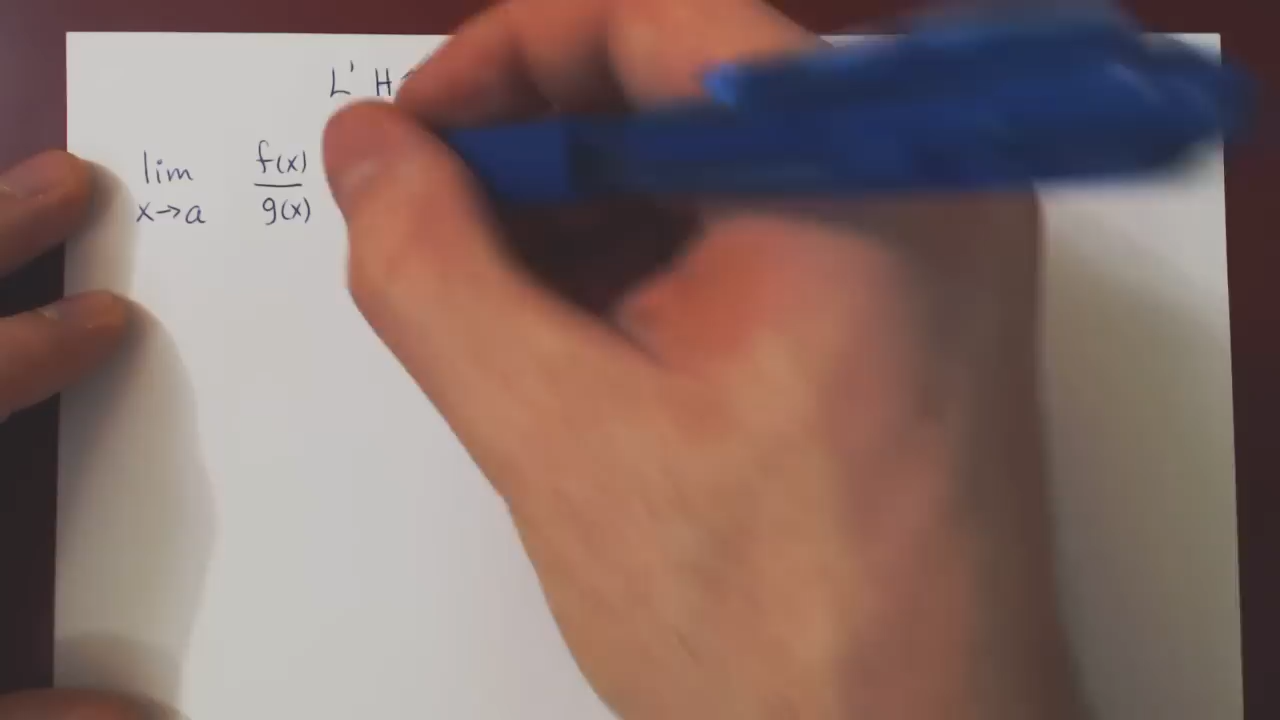 L' H
lim f(x)
x→a g(x)